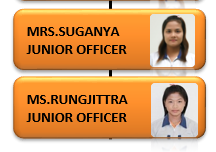 MRS.SUGANYA
JUNIOR OFFICER
MS.RUNGJITTRA
JUNIOR OFFICER